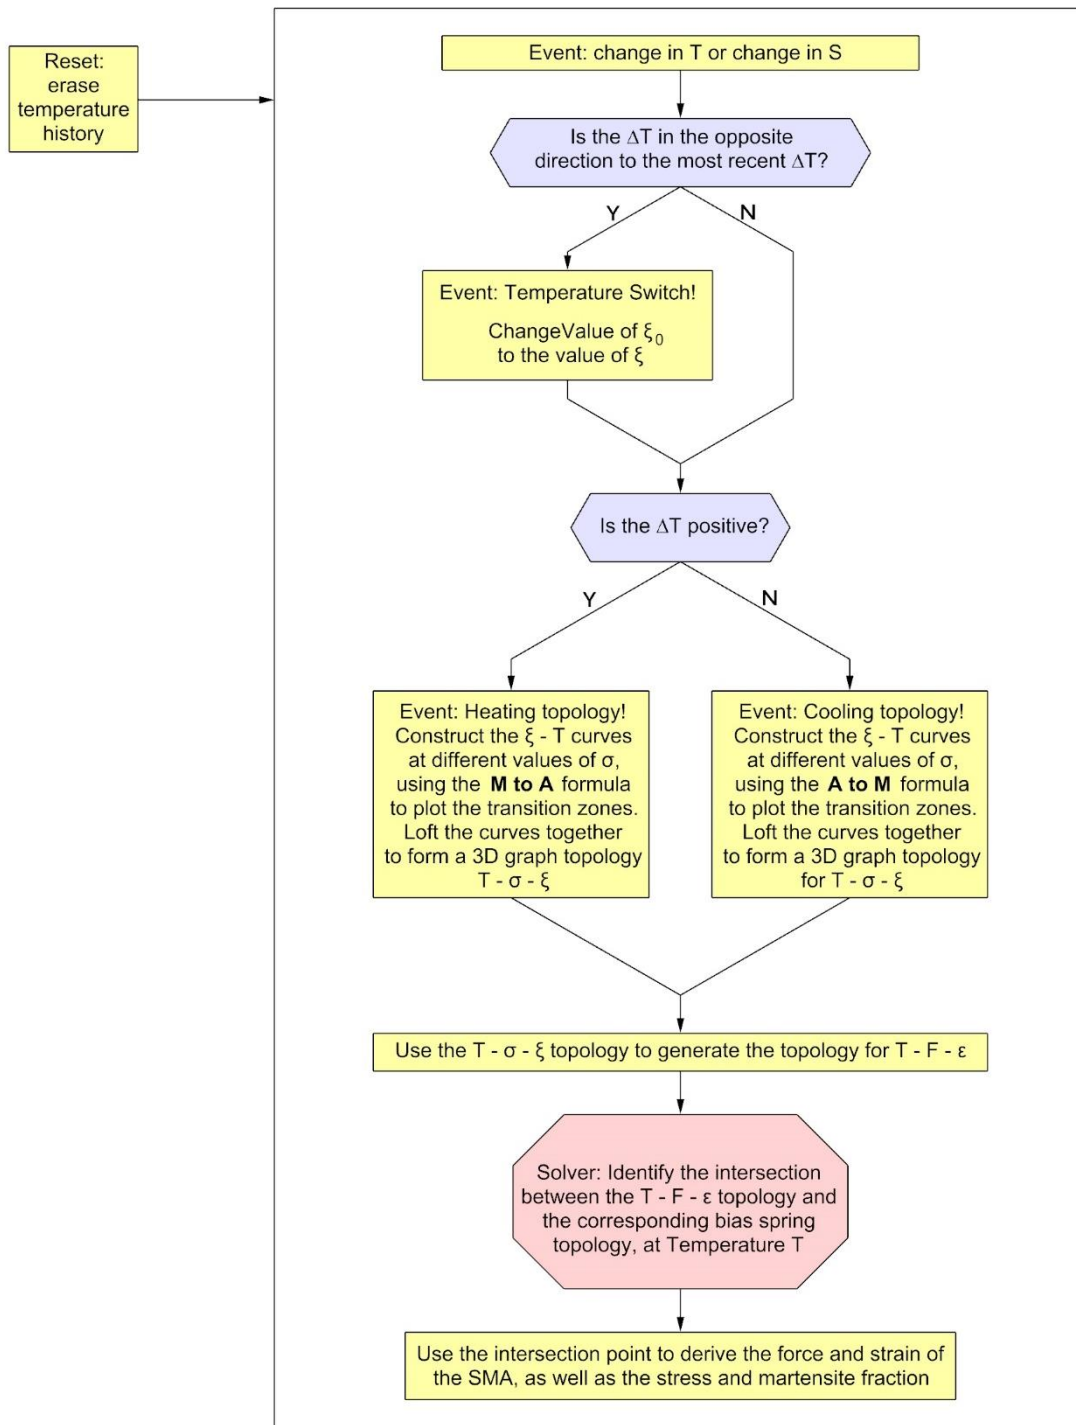 Reset:
erase
temperature
history
Event: change in T or change in S
Is the ΔT in the opposite
direction to the most recent ΔT?
Y
N
Event: Temperature Switch!
ChangeValue of ξ₀
to the value of ξ
Is the ΔT positive?
Y
N
Event: Heating topology!
Construct the ξ - T curves
at different values of σ,
using the M to A formula
to plot the transition zones.
Loft the curves together
to form a 3D graph topology
T - σ - ξ
Event: Cooling topology!
Construct the ξ - T curves
at different values of σ,
using the A to M formula
to plot the transition zones.
Loft the curves together
to form a 3D graph topology
for T - σ - ξ
Use the T - σ - ξ topology to generate the topology for T - F - ε
Solver: Identify the intersection
between the T - F - ε topology and
the corresponding bias spring
topology, at Temperature T
Use the intersection point to derive the force and strain of
the SMA, as well as the stress and martensite fraction